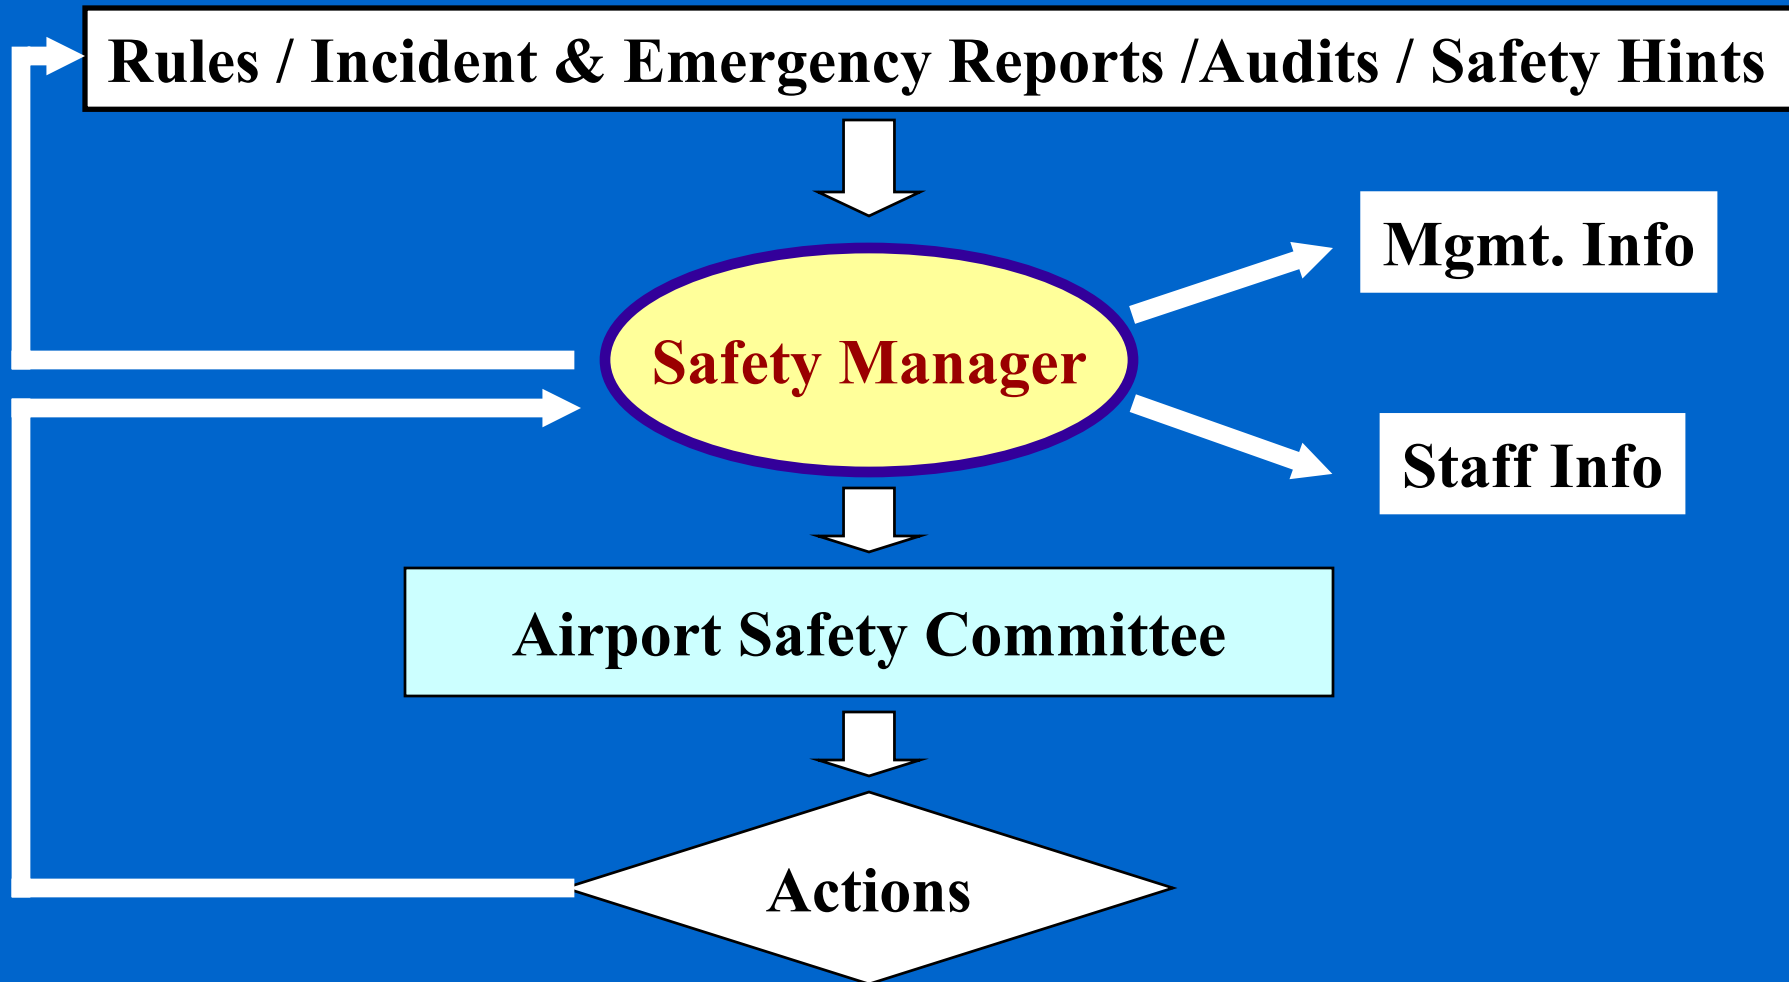 Rules / Incident & Emergency Reports /Audits / Safety Hints
Mgmt. Info
Safety Manager
Staff Info
Airport Safety Committee
Actions